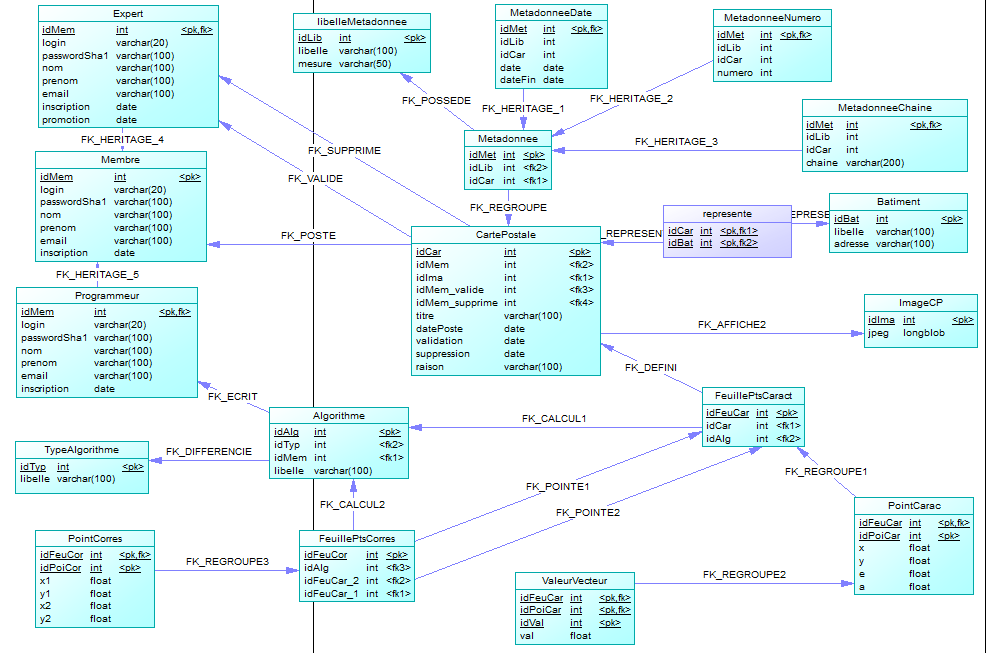 Expert
idMem int <pk,fk>
login varchar(20)
passwordSha1 varchar(100)
nom varchar(100)
prenom varchar(100)
email varchar(100)
inscription date
promotion date
libelleMetadonnee
idLib int <pk>
libelle varchar(100)
mesure varchar(50)
MetadonneeDate
idMet int <pk,fk>
idLib int
idCar int
date date
dateFin date
MetadonneeNumero
idMet int <pk,fk>
idLib int
idCar int
numero int
FK_POSSEDE
FK_HERITAGE_1
FK_HERITAGE_2
MetadonneeChaine
idMet int <pk,fk>
idLib int
idCar int
chaine varchar(200)
FK_HERITAGE_3
FK_HERITAGE_4
Metadonnee
idMet int <pk>
idLib int <fk2>
idCar int <fk1>
FK_SUPPRIME
FK_VALIDE
FK_REGROUPE
Membre
idMem int <pk>
login varchar(20)
passwordSha1 varchar(100)
nom varchar(100)
prenom varchar(100)
email varchar(100)
inscription date
FK_POSTE
CartePostale
idCar int <pk>
idMem int <fk2>
idIma int <fk1>
idMem_valide int <fk3>
idMem_supprime int <fk4>
titre varchar(100)
datePoste date
validation date
suppression date
raison varchar(100)
_REPRESEN
represente
idCar int <pk,fk1>
idBat int <pk,fk2>
EPRESE
Batiment
idBat int <pk>
libelle varchar(100)
adresse varchar(100)
FK_HERITAGE_5
Programmeur
idMem int <pk,fk>
login varchar(20)
passwordSha1 varchar(100)
nom varchar(100)
prenom varchar(100)
email varchar(100)
inscription date
ImageCP
idIma int <pk>
jpeg longblob
FK_AFFICHE2
FK_DEFINI
FK_ECRIT
FeuillePtsCaract
idFeuCar int <pk>
idCar int <fk1>
idAlg int <fk2>
FK_CALCUL1
Algorithme
idAlg int <pk>
idTyp int <fk2>
idMem int <fk1>
libelle varchar(100)
TypeAlgorithme
idTyp int <pk>
libelle varchar(100)
FK_DIFFERENCIE
FK_REGROUPE1
FK_POINTE1
FK_CALCUL2
FK_POINTE2
PointCarac
idFeuCar int <pk,fk>
idPoiCar int <pk>
x float
y float
e float
a float
PointCorres
idFeuCor int <pk,fk>
idPoiCor int <pk>
x1 float
y1 float
x2 float
y2 float
FK_REGROUPE3
FeuillePtsCorres
idFeuCor int <pk>
idAlg int <fk3>
idFeuCar_2 int <fk2>
idFeuCar_1 int <fk1>
FK_REGROUPE2
ValeurVecteur
idFeuCar int <pk,fk>
idPoiCar int <pk,fk>
idVal int <pk>
val float